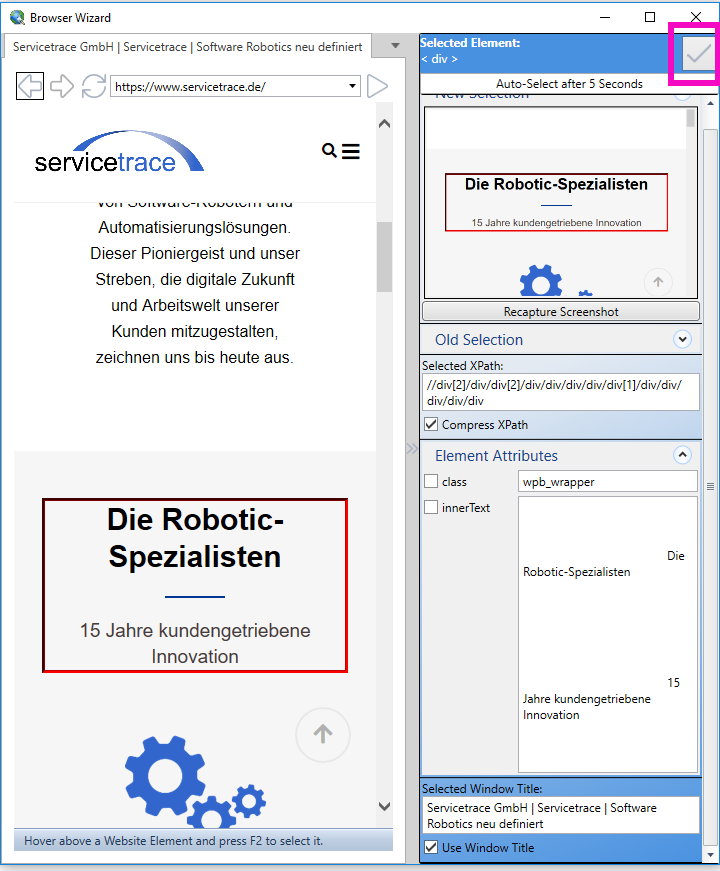 Browser Wizard
Servicetrace GmbH | Servicetrace | Software Robotics neu definiert
https://www.servicetrace.de/
servicetrace
von Software-Robotern und
Automatisierungslösungen.
Dieser Pioniergeist und unser
Streben, die digitale Zukunft
und Arbeitswelt unserer
Kunden mitzugestalten,
zeichnen uns bis heute aus.
Die Robotic-
Spezialisten
15 Jahre kundengetriebene
Innovation
Hover above a Website Element and press F2 to select it.
Selected Element:
< div >
Auto-Select after 5 Seconds
New Selection
Die Robotic-Spezialisten
15 Jahre kundengetriebene Innovation
Recapture Screenshot
Old Selection
Selected XPath:
//div[2]/div/div[2]/div/div/div/div/div[1]/div/div/
div/div/div
Compress XPath
Element Attributes
class
wpb_wrapper
innerText
Die
Robotic-Spezialisten
15
Jahre kundengetriebene
Innovation
Selected Window Title:
Servicetrace GmbH | Servicetrace | Software
Robotics neu definiert
Use Window Title